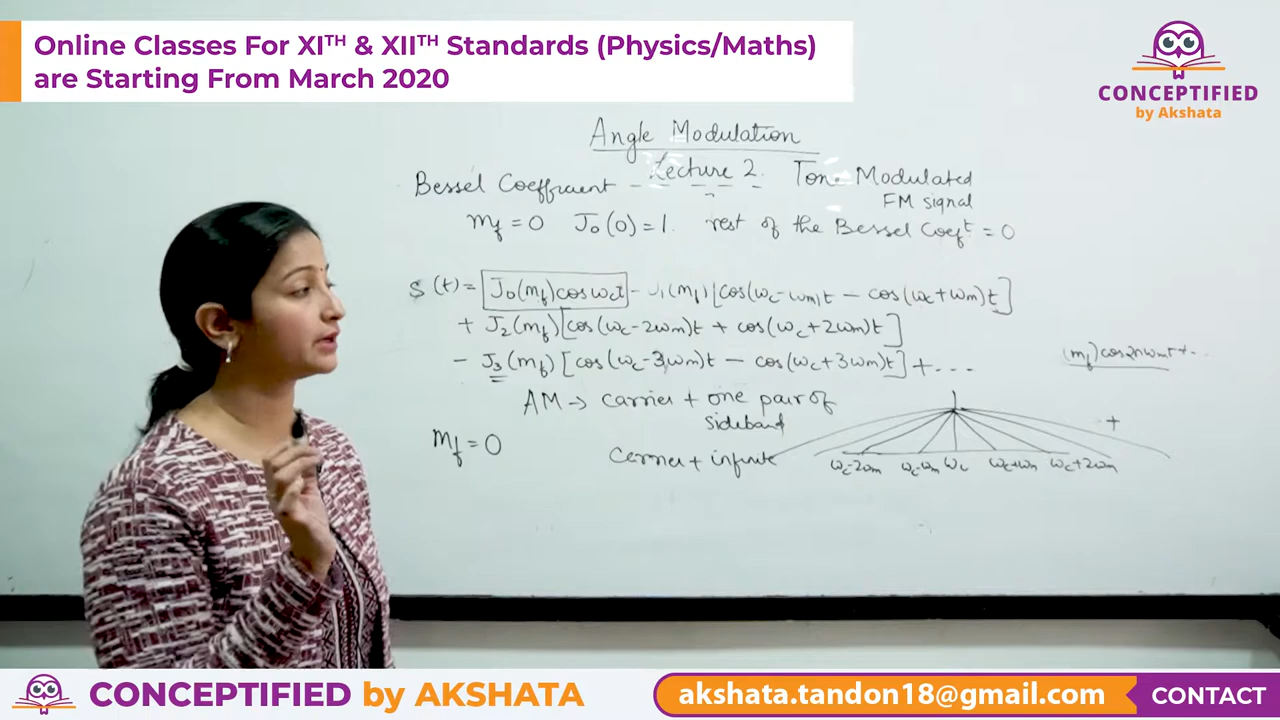 Online Classes For XITH & XIITH Standards (Physics/Maths)
are Starting From March 2020
CONCEPTIFIED
by Akshata
Angle Modulation
Lecture 2
Bessel Coefficient - - - - - Tone Modulated
FM signal
mf = 0 J0(0) = 1. rest of the Bessel Coeft = 0
S(t) = J0(mf)cosωct - J1(mf)[cos(ωc-ωm)t - cos(ωc+ωm)t]
+ J2(mf)[cos(ωc-2ωm)t + cos(ωc+2ωm)t]
- J3(mf)[cos(ωc-3ωm)t - cos(ωc+3ωm)t] + ...
(mf)cos2nωmt + ..
AM → carrier + one pair of
sideband
+
mf = 0
Carrier + infinite
ωc-2ωm ωc-ωm ωc ωc+ωm ωc+2ωm
CONCEPTIFIED by AKSHATA
akshata.tandon18@gmail.com
CONTACT